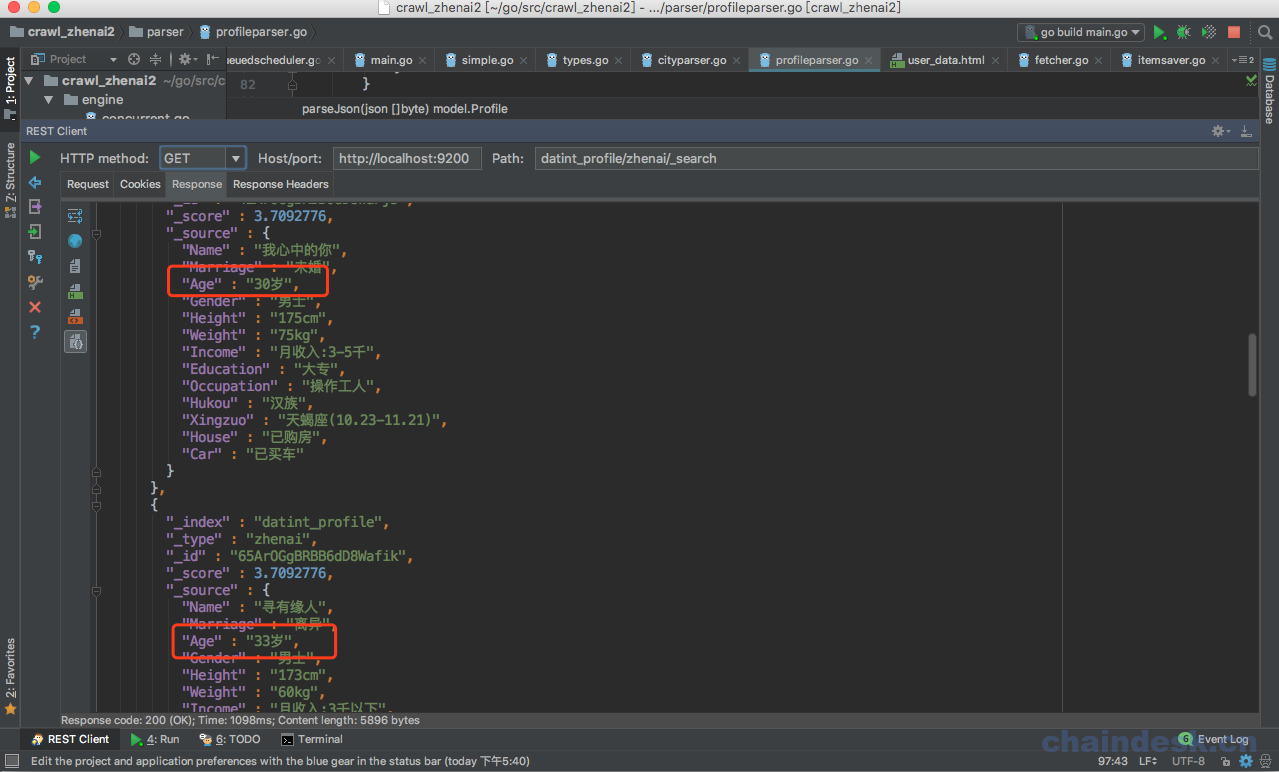 crawl_zhenai2 [~/go/src/crawl_zhenai2] - .../parser/profileparser.go [crawl_zhenai2]
crawl_zhenai2 parser profileparser.go go build main.go
1: Project
Project
euedscheduler.go main.go simple.go types.go cityparser.go profileparser.go user_data.html fetcher.go itemsaver.go 2
crawl_zhenai2 ~/go/src/c
engine
concurrent.go
82 }
parseJson(json []byte) model.Profile
Database
REST Client
HTTP method: GET Host/port: http://localhost:9200 Path: datint_profile/zhenai/_search
Request Cookies Response Response Headers
Z: Structure
"_score" : 3.7092776,
"_source" : {
"Name" : "我心中的你",
"Marriage" : "未婚",
"Age" : "30岁",
"Gender" : "男士",
"Height" : "175cm",
"Weight" : "75kg",
"Income" : "月收入:3-5千",
"Education" : "大专",
"Occupation" : "操作工人",
"Hukou" : "汉族",
"Xingzuo" : "天蝎座(10.23-11.21)",
"House" : "已购房",
"Car" : "已买车"
}
},
{
"_index" : "datint_profile",
"_type" : "zhenai",
"_id" : "65ArOGgBRBB6dD8Wafik",
"_score" : 3.7092776,
"_source" : {
"Name" : "寻有缘人",
"Marriage" : "离异",
"Age" : "33岁",
"Gender" : "男士",
"Height" : "173cm",
"Weight" : "60kg",
"Income" : "月收入:3千以下",
2: Favorites
Response code: 200 (OK); Time: 1098ms; Content length: 5896 bytes
REST Client 4: Run 6: TODO Terminal 6 Event Log
chaindesk.cn
Edit the project and application preferences with the blue gear in the status bar (today 下午5:40) 97:43 LF UTF-8